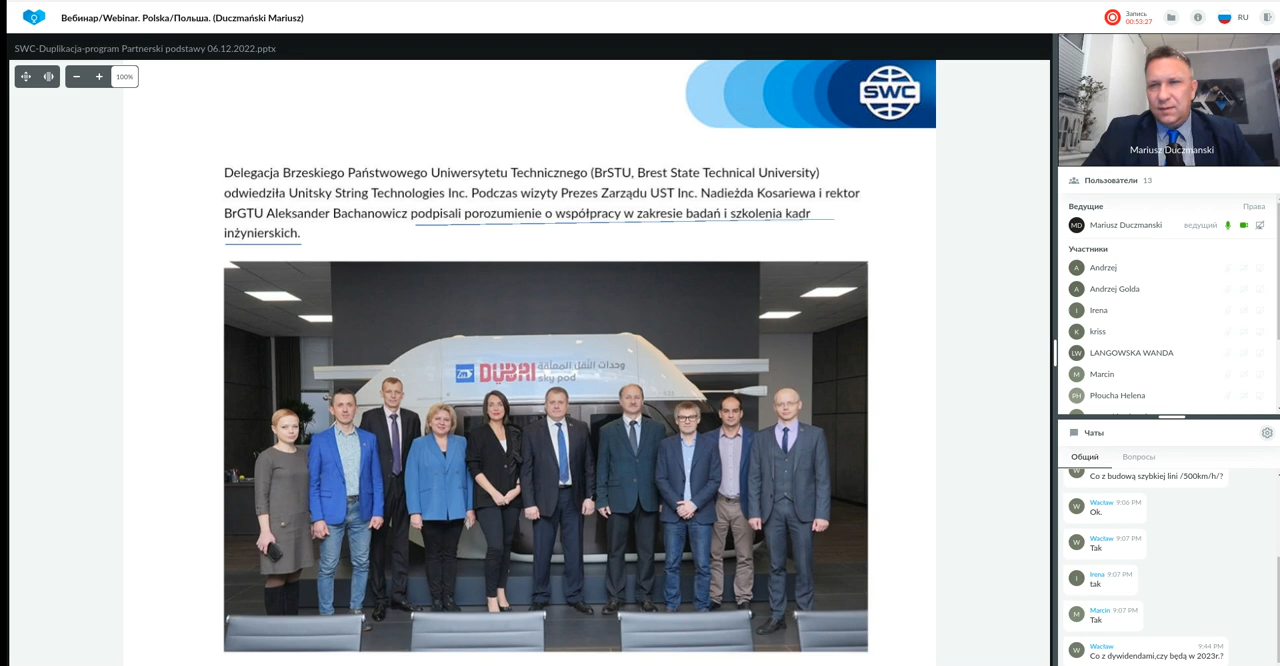 Вебинар/Webinar. Polska/Польша. (Duczmański Mariusz)
Запись
00:53:27
RU
SWC-Duplikacja-program Partnerski podstawy 06.12.2022.pptx
100%
SWC
Delegacja Brzeskiego Państwowego Uniwersytetu Technicznego (BrSTU, Brest State Technical University)
odwiedziła Unitsky String Technologies Inc. Podczas wizyty Prezes Zarządu UST Inc. Nadieżda Kosariewa i rektor
BrGTU Aleksander Bachanowicz podpisali porozumienie o współpracy w zakresie badań i szkolenia kadr
inżynierskich.
DUBAI وحدات النقل المعلقة
sky pod
Mariusz Duczmanski
Пользователи 13
Ведущие Права
MD Mariusz Duczmanski ведущий
Участники
A Andrzej
A Andrzej Golda
I Irena
K kriss
LW LANGOWSKA WANDA
M Marcin
PH Płoucha Helena
Чаты
Общий Вопросы
W Co z budową szybkiej lini /500km/h/?
W Wacław 9:06 PM
Ok.
W Wacław 9:07 PM
Tak
I Irena 9:07 PM
tak
M Marcin 9:07 PM
Tak
W Wacław 9:44 PM
Co z dywidendami,czy będą w 2023r.?